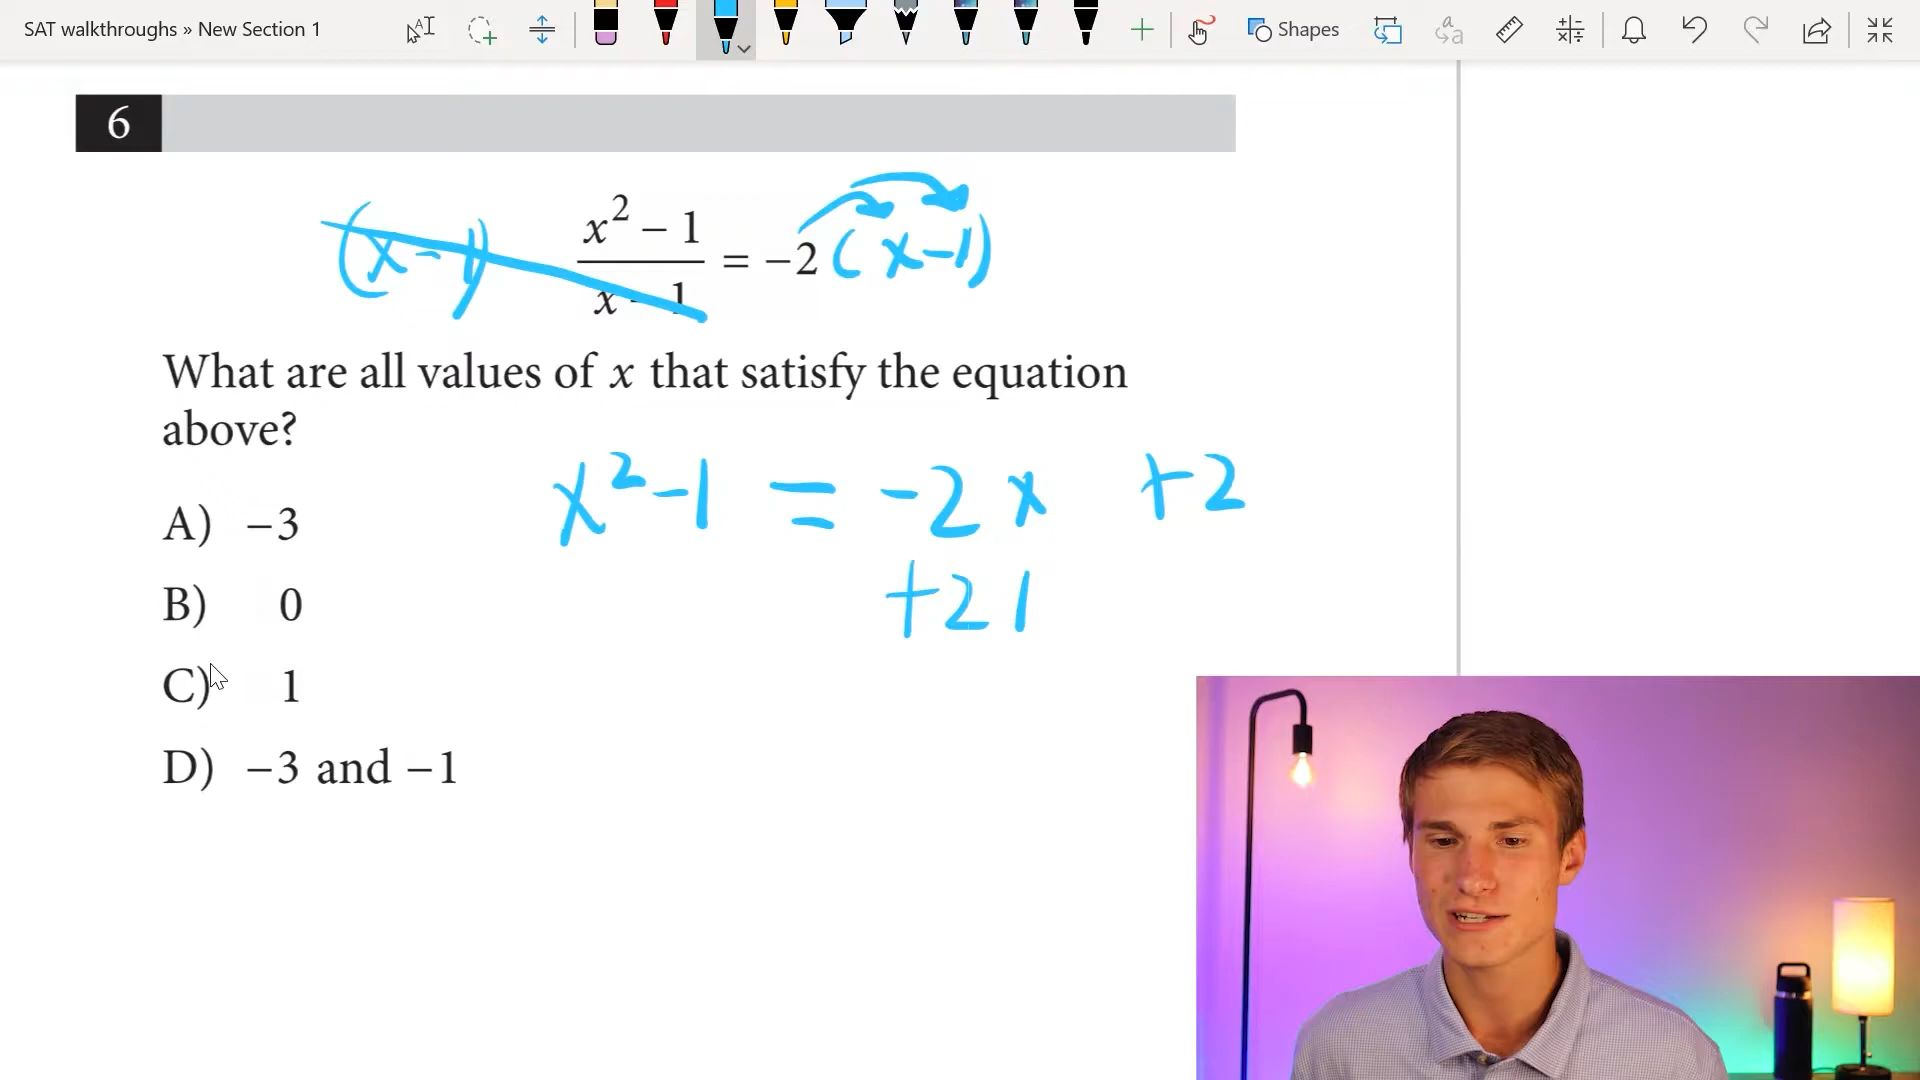 SAT walkthroughs » New Section 1
Shapes
6
(x-1) x² − 1 / x − 1 = −2 (x-1)
What are all values of x that satisfy the equation
above?
x²-1 = -2x +2
A) −3
+2 1
B) 0
C) 1
D) −3 and −1